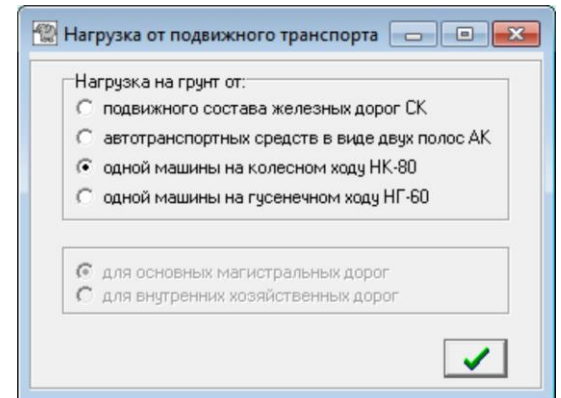 Нагрузка от подвижного транспорта
Нагрузка на грунт от:
подвижного состава железных дорог СК
автотранспортных средств в виде двух полос АК
одной машины на колесном ходу НК-80
одной машины на гусенечном ходу НГ-60
для основных магистральных дорог
для внутренних хозяйственных дорог